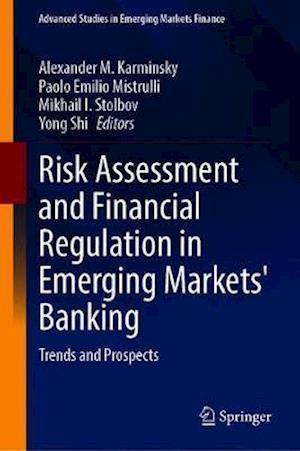 Advanced Studies in Emerging Markets Finance
Alexander M. Karminsky
Paolo Emilio Mistrulli
Mikhail I. Stolbov
Yong Shi Editors
Risk Assessment
and Financial
Regulation in
Emerging Markets'
Banking
Trends and Prospects
Springer